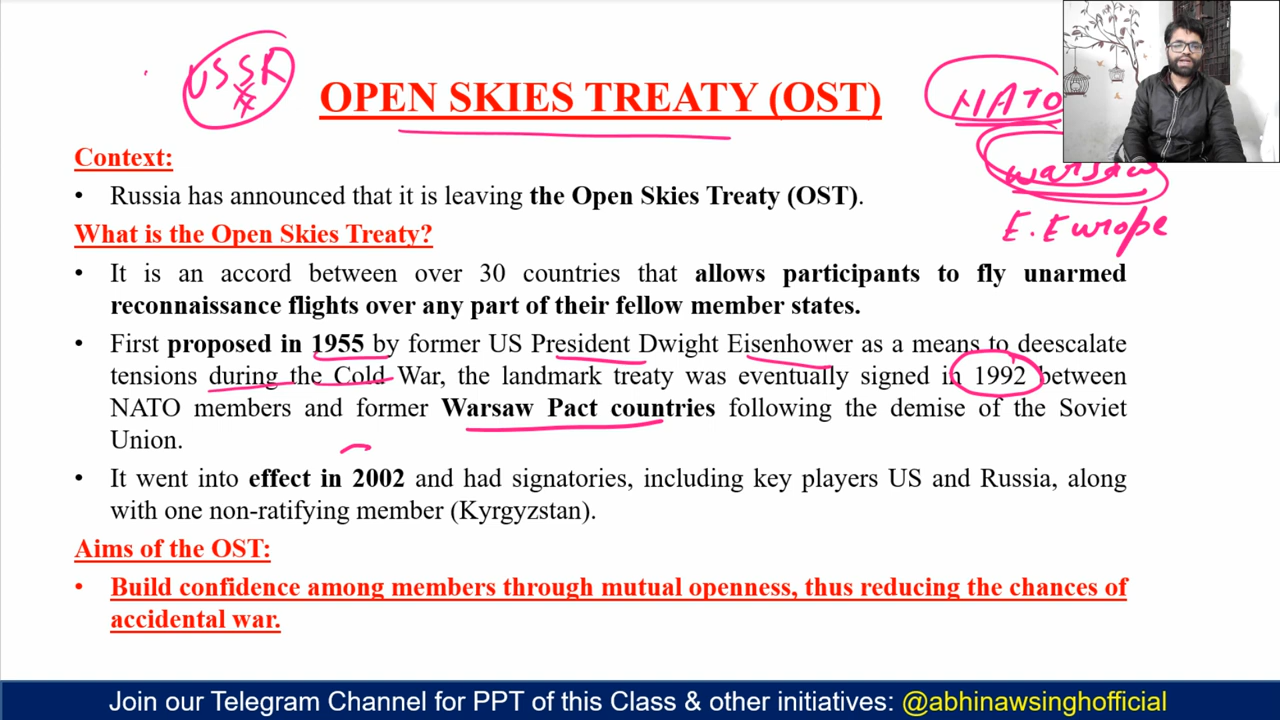 USSR
OPEN SKIES TREATY (OST)
NATO
Context:
warsaw
• Russia has announced that it is leaving the Open Skies Treaty (OST).
E. Europe
What is the Open Skies Treaty?
• It is an accord between over 30 countries that allows participants to fly unarmed
reconnaissance flights over any part of their fellow member states.
• First proposed in 1955 by former US President Dwight Eisenhower as a means to deescalate
tensions during the Cold War, the landmark treaty was eventually signed in 1992 between
NATO members and former Warsaw Pact countries following the demise of the Soviet
Union.
• It went into effect in 2002 and had signatories, including key players US and Russia, along
with one non-ratifying member (Kyrgyzstan).
Aims of the OST:
• Build confidence among members through mutual openness, thus reducing the chances of
accidental war.
Join our Telegram Channel for PPT of this Class & other initiatives: @abhinawsinghofficial